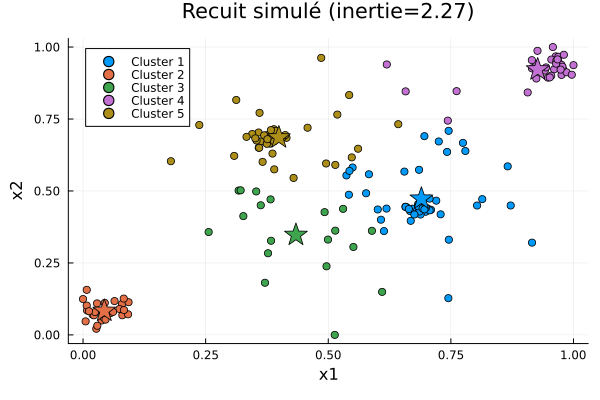 Recuit simulé (inertie=2.27)
Cluster 1
Cluster 2
Cluster 3
Cluster 4
Cluster 5
1.00
0.75
0.50
0.25
0.00
x2
0.00 0.25 0.50 0.75 1.00
x1